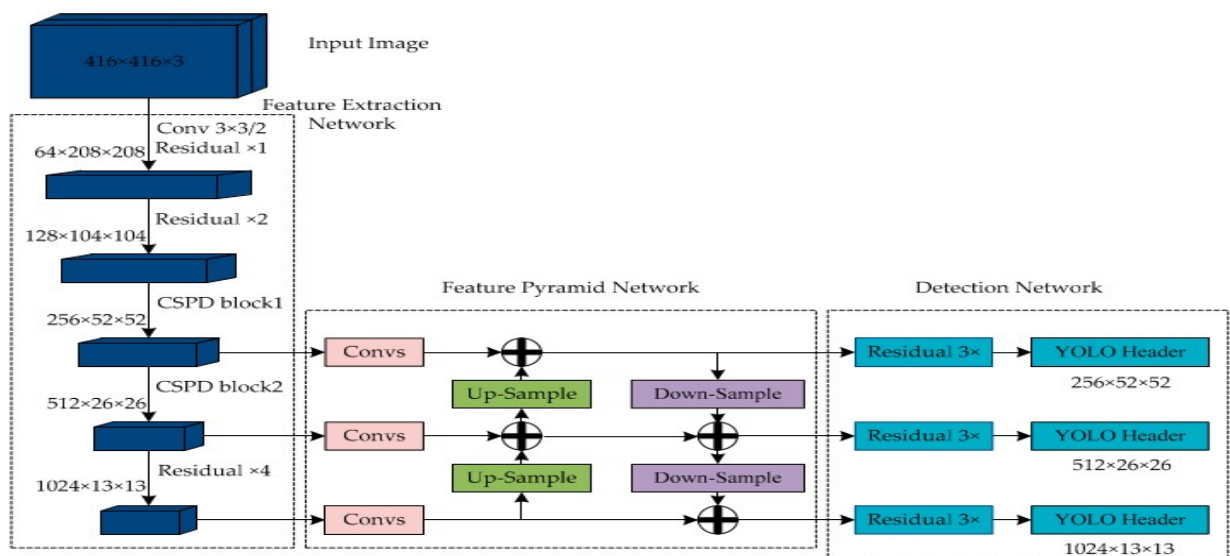 Input Image
416×416×3
Feature Extraction
Network
Conv 3×3/2
Residual ×1
64×208×208
Residual ×2
128×104×104
CSPD block1
256×52×52
CSPD block2
512×26×26
Residual ×4
1024×13×13
Feature Pyramid Network
Convs
Up-Sample
Down-Sample
Convs
Up-Sample
Down-Sample
Convs
Detection Network
Residual 3×
YOLO Header
256×52×52
Residual 3×
YOLO Header
512×26×26
Residual 3×
YOLO Header
1024×13×13